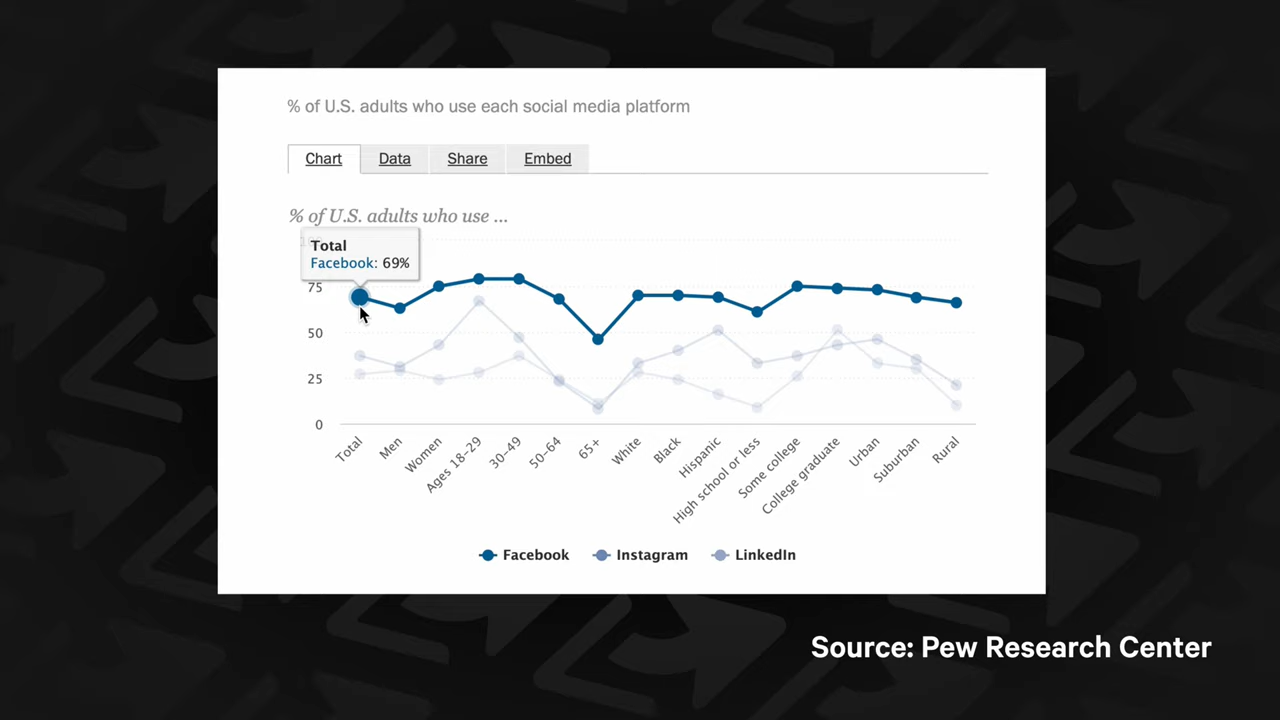 % of U.S. adults who use each social media platform
Chart Data Share Embed
% of U.S. adults who use ...
Total
Facebook: 69%
75
50
25
0
Total Men Women Ages 18–29 30–49 50–64 65+ White Black Hispanic High school or less Some college College graduate Urban Suburban Rural
Facebook Instagram LinkedIn
Source: Pew Research Center